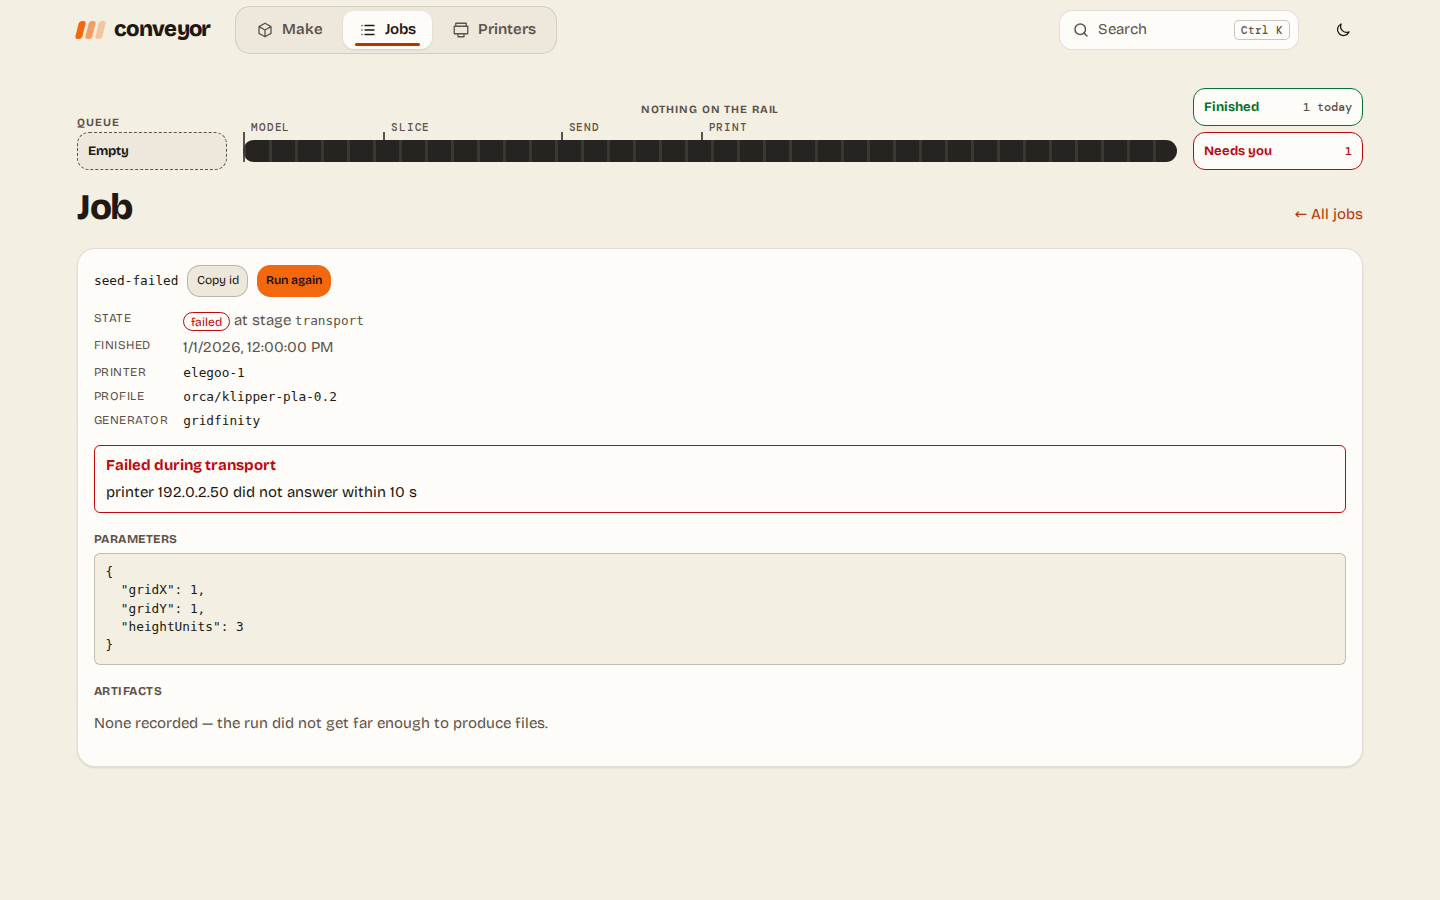 conveyor
Make
Jobs
Printers
Search
Ctrl K
QUEUE
Empty
NOTHING ON THE RAIL
MODEL
SLICE
SEND
PRINT
Finished 1 today
Needs you 1
Job
← All jobs
seed-failed
Copy id
Run again
STATE failed at stage transport
FINISHED 1/1/2026, 12:00:00 PM
PRINTER elegoo-1
PROFILE orca/klipper-pla-0.2
GENERATOR gridfinity
Failed during transport
printer 192.0.2.50 did not answer within 10 s
PARAMETERS
{
  "gridX": 1,
  "gridY": 1,
  "heightUnits": 3
}
ARTIFACTS
None recorded — the run did not get far enough to produce files.